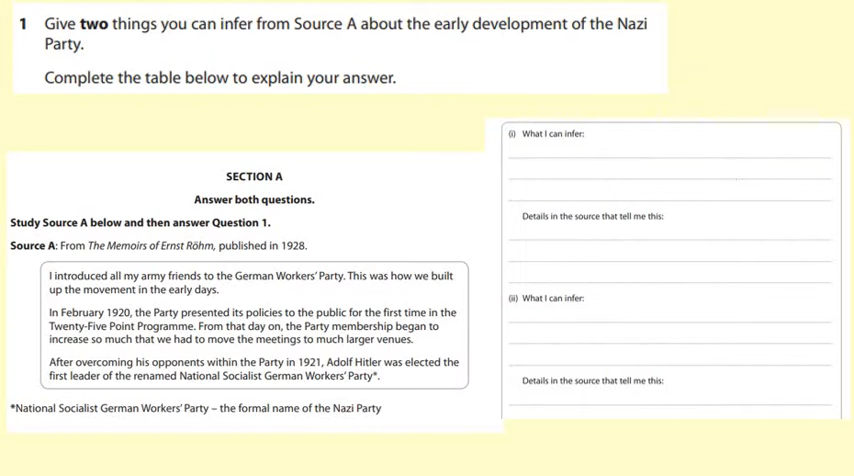 1 Give two things you can infer from Source A about the early development of the Nazi
Party.
Complete the table below to explain your answer.
SECTION A
Answer both questions.
Study Source A below and then answer Question 1.
Source A: From The Memoirs of Ernst Röhm, published in 1928.
I introduced all my army friends to the German Workers' Party. This was how we built
up the movement in the early days.
In February 1920, the Party presented its policies to the public for the first time in the
Twenty-Five Point Programme. From that day on, the Party membership began to
increase so much that we had to move the meetings to much larger venues.
After overcoming his opponents within the Party in 1921, Adolf Hitler was elected the
first leader of the renamed National Socialist German Workers' Party*.
*National Socialist German Workers' Party – the formal name of the Nazi Party
(i) What I can infer:
Details in the source that tell me this:
(ii) What I can infer:
Details in the source that tell me this: